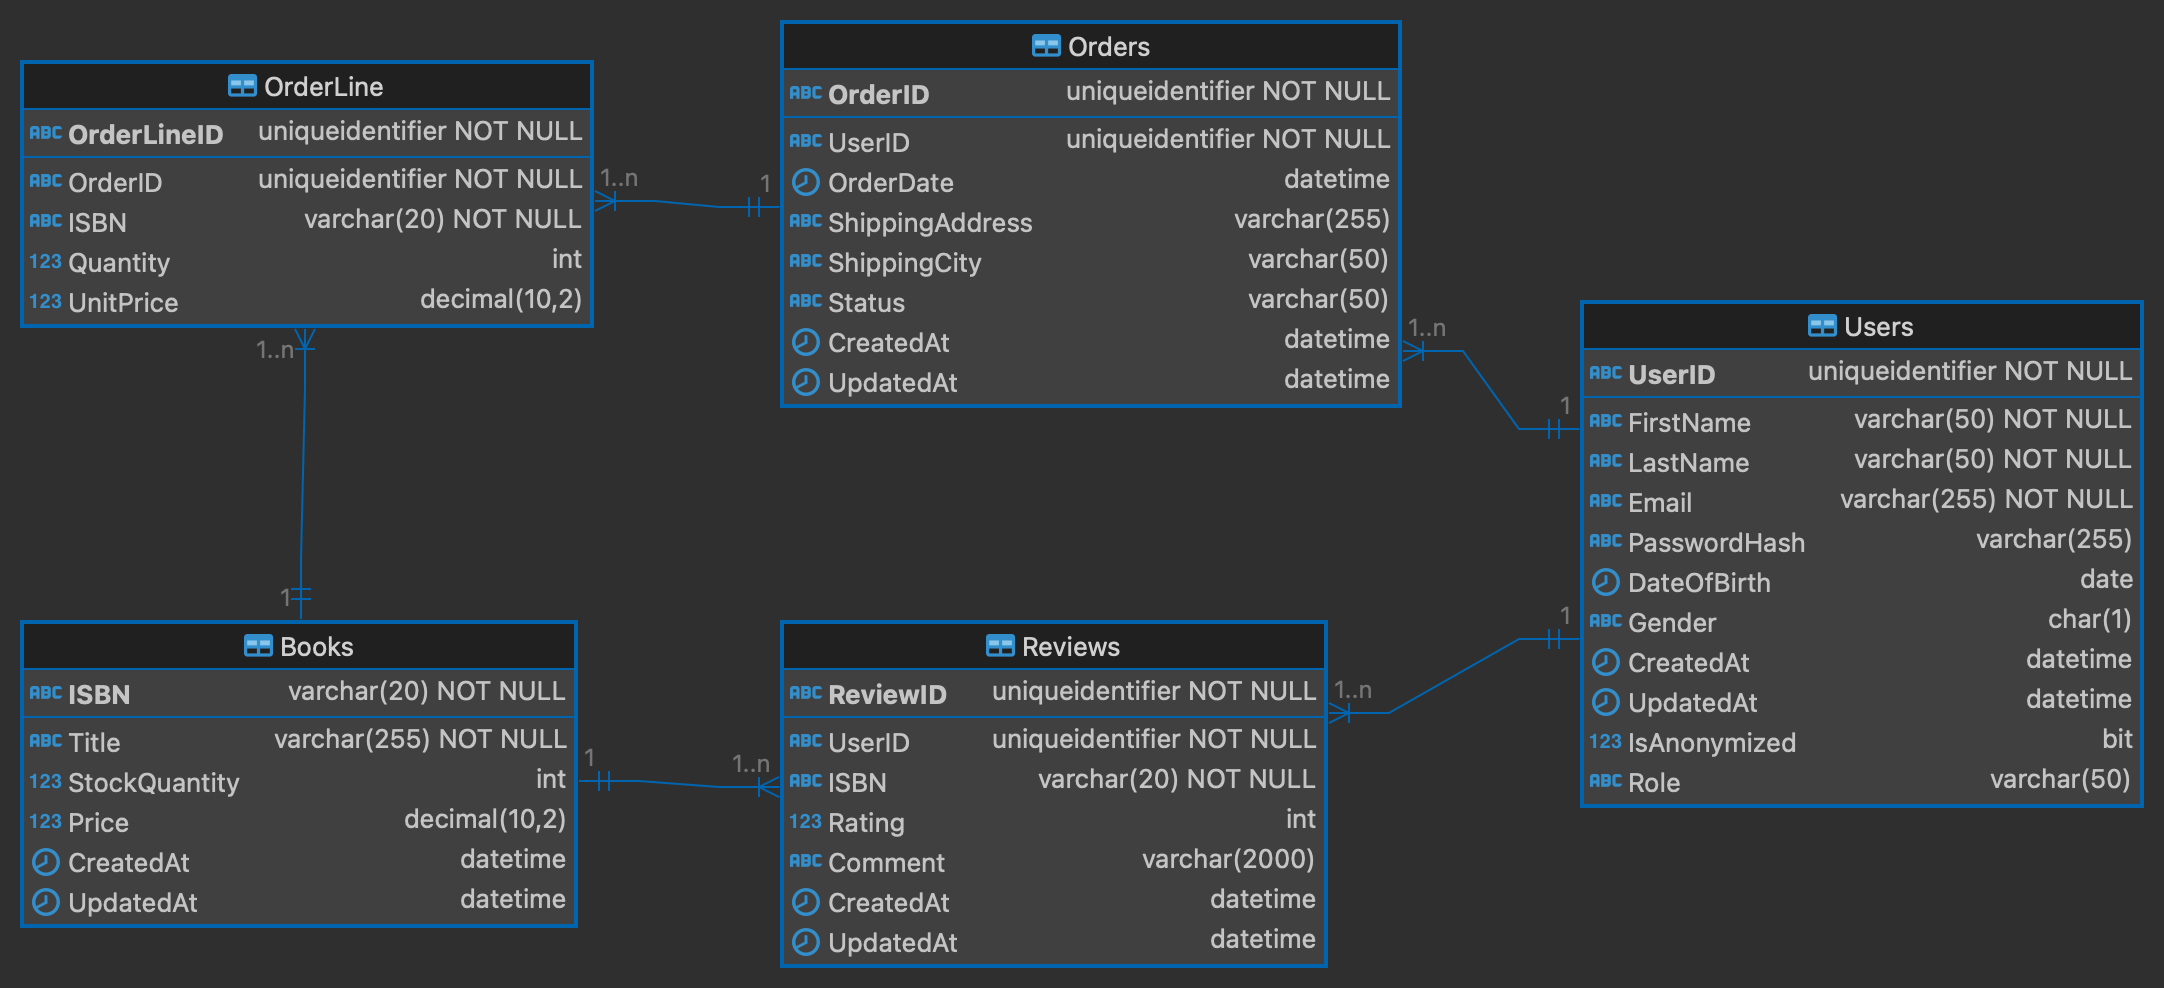 OrderLine
ABC OrderLineID uniqueidentifier NOT NULL
ABC OrderID uniqueidentifier NOT NULL
ABC ISBN varchar(20) NOT NULL
123 Quantity int
123 UnitPrice decimal(10,2)
1..n
1
1..n
1
Orders
ABC OrderID uniqueidentifier NOT NULL
ABC UserID uniqueidentifier NOT NULL
OrderDate datetime
ABC ShippingAddress varchar(255)
ABC ShippingCity varchar(50)
ABC Status varchar(50)
CreatedAt datetime
UpdatedAt datetime
1..n
1
Users
ABC UserID uniqueidentifier NOT NULL
ABC FirstName varchar(50) NOT NULL
ABC LastName varchar(50) NOT NULL
ABC Email varchar(255) NOT NULL
ABC PasswordHash varchar(255)
DateOfBirth date
ABC Gender char(1)
CreatedAt datetime
UpdatedAt datetime
123 IsAnonymized bit
ABC Role varchar(50)
Books
ABC ISBN varchar(20) NOT NULL
ABC Title varchar(255) NOT NULL
123 StockQuantity int
123 Price decimal(10,2)
CreatedAt datetime
UpdatedAt datetime
1
1..n
Reviews
ABC ReviewID uniqueidentifier NOT NULL
ABC UserID uniqueidentifier NOT NULL
ABC ISBN varchar(20) NOT NULL
123 Rating int
ABC Comment varchar(2000)
CreatedAt datetime
UpdatedAt datetime
1..n
1